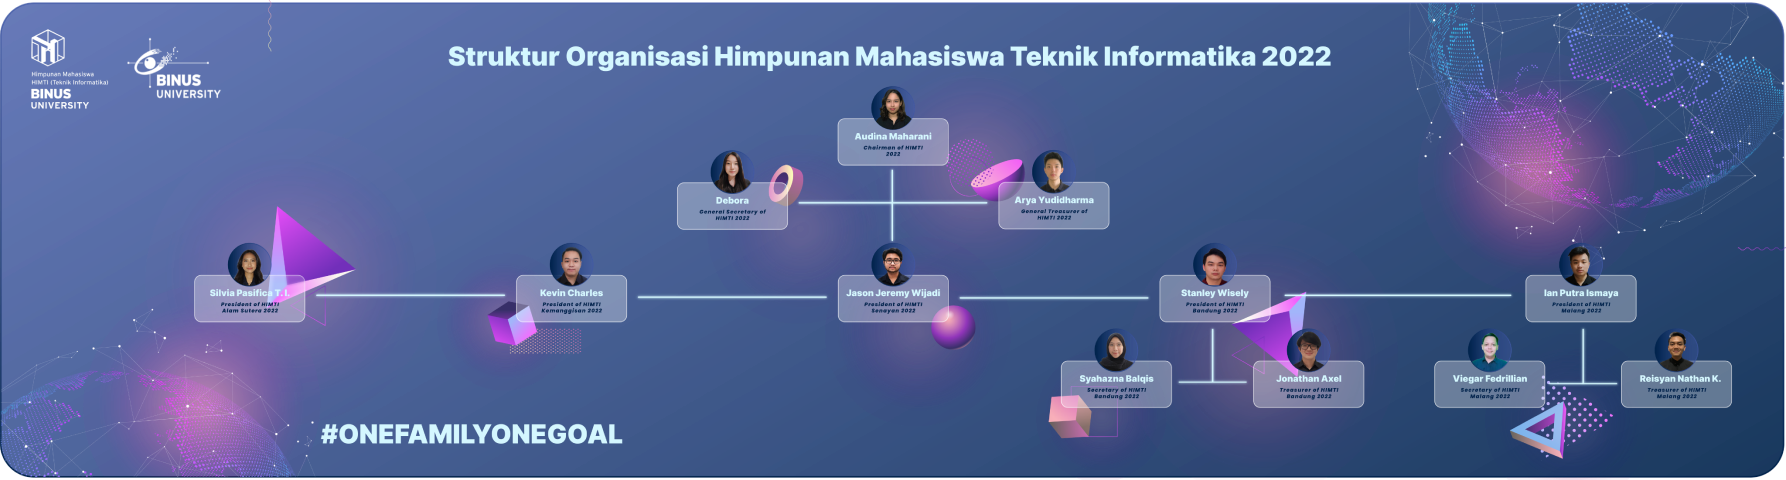 Himpunan Mahasiswa
HIMTI (Teknik Informatika)
BINUS
UNIVERSITY
BINUS
UNIVERSITY
Struktur Organisasi Himpunan Mahasiswa Teknik Informatika 2022
Audina Maharani
Chairman of HIMTI
2022
Debora
General Secretary of
HIMTI 2022
Arya Yudidharma
General Treasurer of
HIMTI 2022
Silvia Pasifica T. I.
President of HIMTI
Alam Sutera 2022
Kevin Charles
President of HIMTI
Kemanggisan 2022
Jason Jeremy Wijadi
President of HIMTI
Senayan 2022
Stanley Wisely
President of HIMTI
Bandung 2022
Ian Putra Ismaya
President of HIMTI
Malang 2022
Syahazna Balqis
Secretary of HIMTI
Bandung 2022
Jonathan Axel
Treasurer of HIMTI
Bandung 2022
Viegar Fedrillian
Secretary of HIMTI
Malang 2022
Reisyan Nathan K.
Treasurer of HIMTI
Malang 2022
#ONEFAMILYONEGOAL